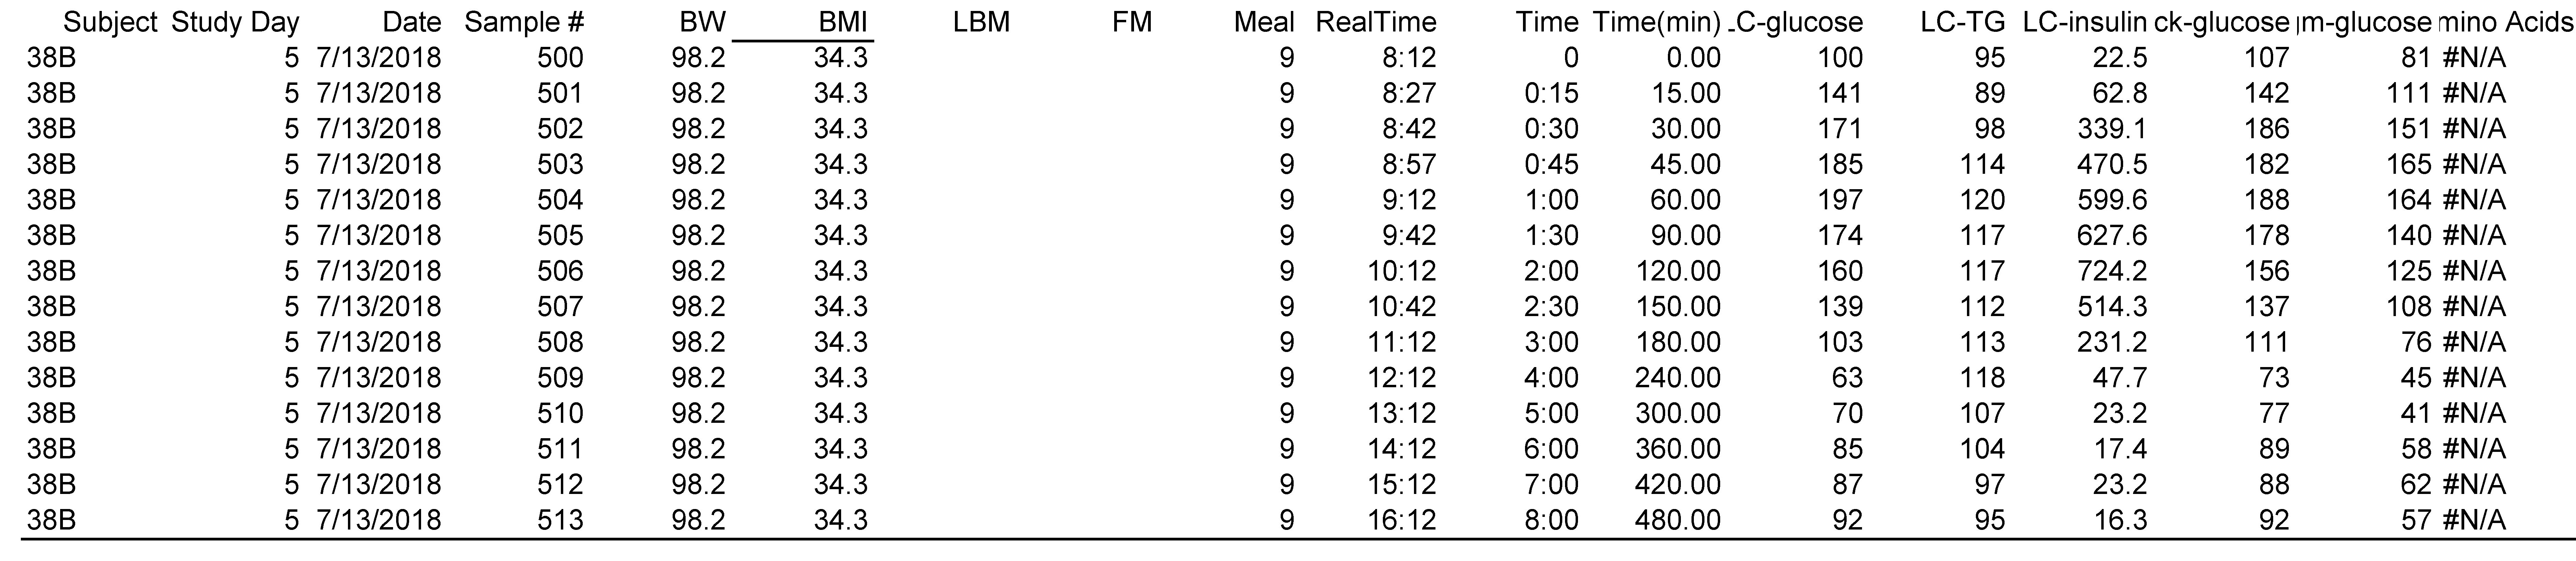 Subject Study Day Date Sample # BW BMI LBM FM Meal RealTime Time Time(min) C-glucose LC-TG LC-insulin ck-glucose m-glucose mino Acids
38B 5 7/13/2018 500 98.2 34.3 9 8:12 0 0.00 100 95 22.5 107 81 #N/A
38B 5 7/13/2018 501 98.2 34.3 9 8:27 0:15 15.00 141 89 62.8 142 111 #N/A
38B 5 7/13/2018 502 98.2 34.3 9 8:42 0:30 30.00 171 98 339.1 186 151 #N/A
38B 5 7/13/2018 503 98.2 34.3 9 8:57 0:45 45.00 185 114 470.5 182 165 #N/A
38B 5 7/13/2018 504 98.2 34.3 9 9:12 1:00 60.00 197 120 599.6 188 164 #N/A
38B 5 7/13/2018 505 98.2 34.3 9 9:42 1:30 90.00 174 117 627.6 178 140 #N/A
38B 5 7/13/2018 506 98.2 34.3 9 10:12 2:00 120.00 160 117 724.2 156 125 #N/A
38B 5 7/13/2018 507 98.2 34.3 9 10:42 2:30 150.00 139 112 514.3 137 108 #N/A
38B 5 7/13/2018 508 98.2 34.3 9 11:12 3:00 180.00 103 113 231.2 111 76 #N/A
38B 5 7/13/2018 509 98.2 34.3 9 12:12 4:00 240.00 63 118 47.7 73 45 #N/A
38B 5 7/13/2018 510 98.2 34.3 9 13:12 5:00 300.00 70 107 23.2 77 41 #N/A
38B 5 7/13/2018 511 98.2 34.3 9 14:12 6:00 360.00 85 104 17.4 89 58 #N/A
38B 5 7/13/2018 512 98.2 34.3 9 15:12 7:00 420.00 87 97 23.2 88 62 #N/A
38B 5 7/13/2018 513 98.2 34.3 9 16:12 8:00 480.00 92 95 16.3 92 57 #N/A